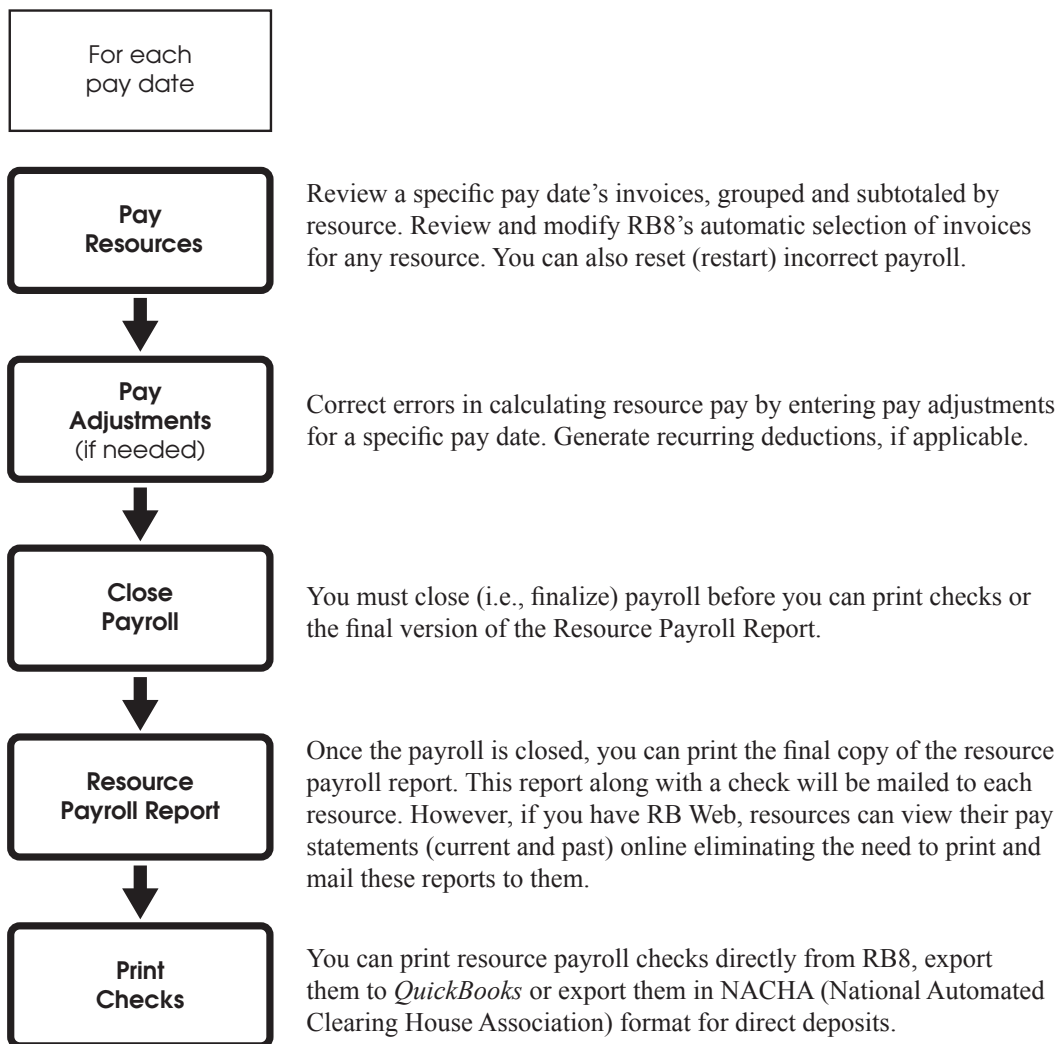 For each
pay date
Pay
Resources
Review a specific pay date’s invoices, grouped and subtotaled by
resource. Review and modify RB8’s automatic selection of invoices
for any resource. You can also reset (restart) incorrect payroll.
Pay
Adjustments
(if needed)
Correct errors in calculating resource pay by entering pay adjustments
for a specific pay date. Generate recurring deductions, if applicable.
Close
Payroll
You must close (i.e., finalize) payroll before you can print checks or
the final version of the Resource Payroll Report.
Resource
Payroll Report
Once the payroll is closed, you can print the final copy of the resource
payroll report. This report along with a check will be mailed to each
resource. However, if you have RB Web, resources can view their pay
statements (current and past) online eliminating the need to print and
mail these reports to them.
Print
Checks
You can print resource payroll checks directly from RB8, export
them to QuickBooks or export them in NACHA (National Automated
Clearing House Association) format for direct deposits.